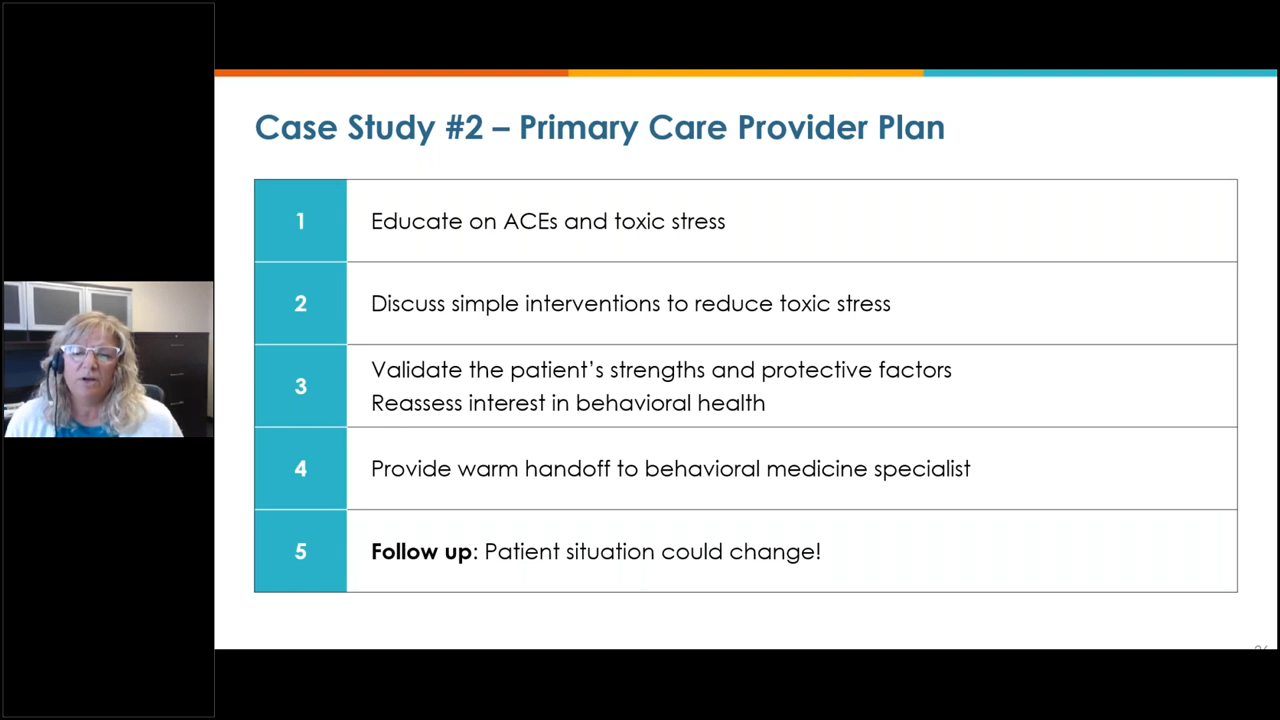 Case Study #2 – Primary Care Provider Plan
1
Educate on ACEs and toxic stress
2
Discuss simple interventions to reduce toxic stress
3
Validate the patient’s strengths and protective factors
Reassess interest in behavioral health
4
Provide warm handoff to behavioral medicine specialist
5
Follow up: Patient situation could change!